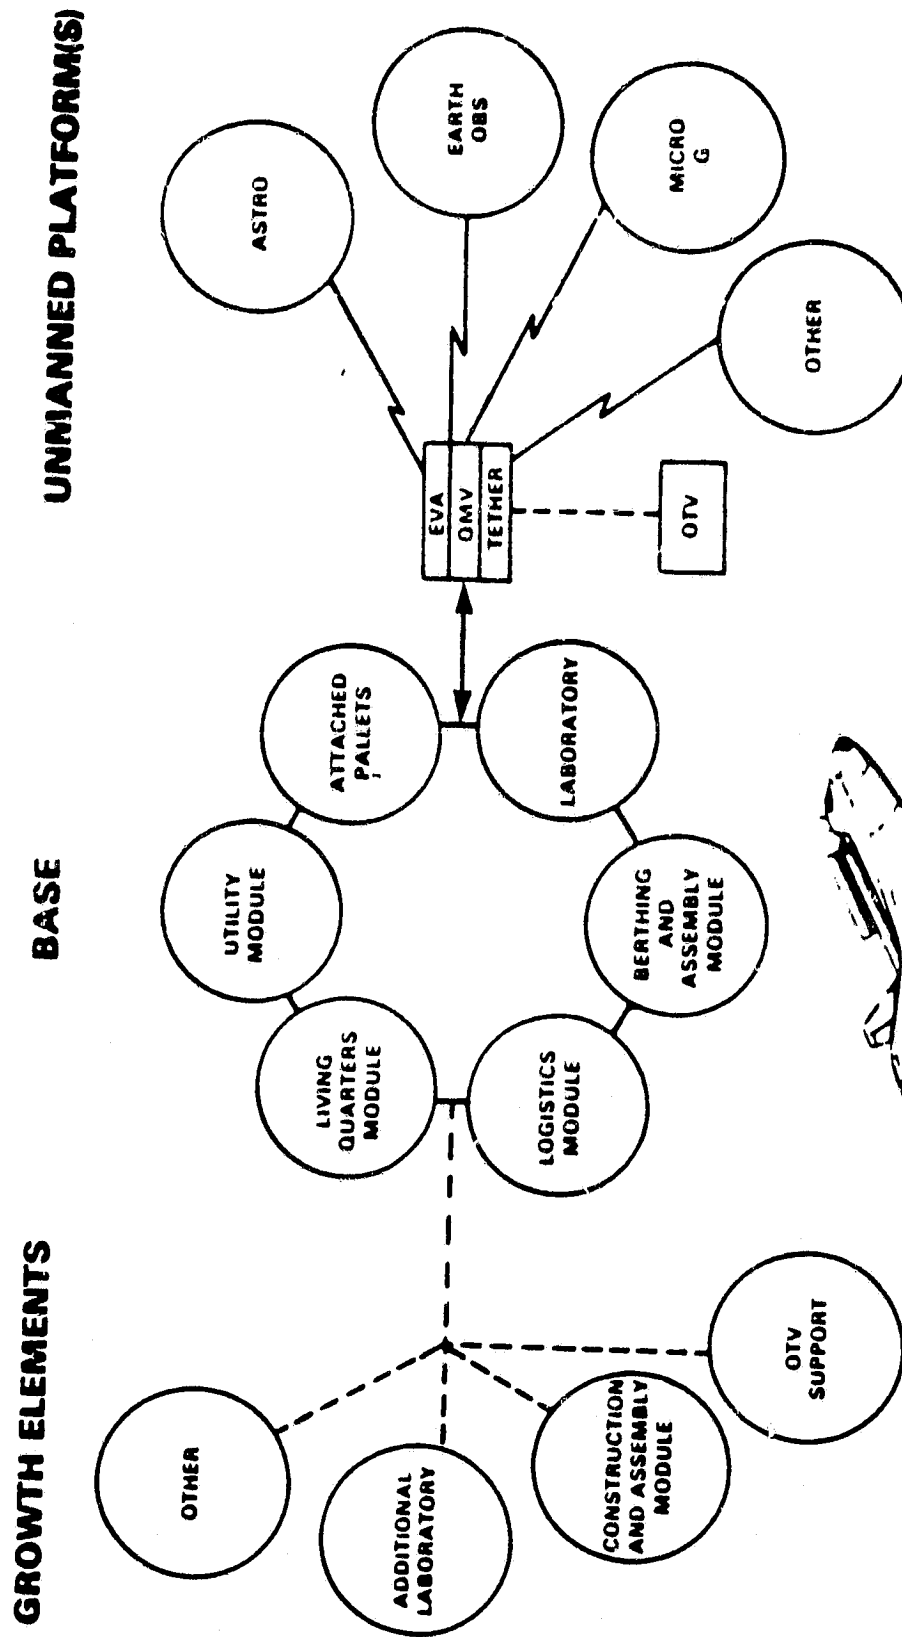 GROWTH ELEMENTS
BASE
UNMANNED PLATFORM(S)
OTHER
ADDITIONAL
LABORATORY
CONSTRUCTION
AND ASSEMBLY
MODULE
OTV
SUPPORT
LIVING
QUARTERS
MODULE
UTILITY
MODULE
ATTACHED
PALLETS
LOGISTICS
MODULE
BERTHING
AND
ASSEMBLY
MODULE
LABORATORY
EVA
OMV
TETHER
OTV
ASTRO
EARTH
OBS
MICRO
G
OTHER